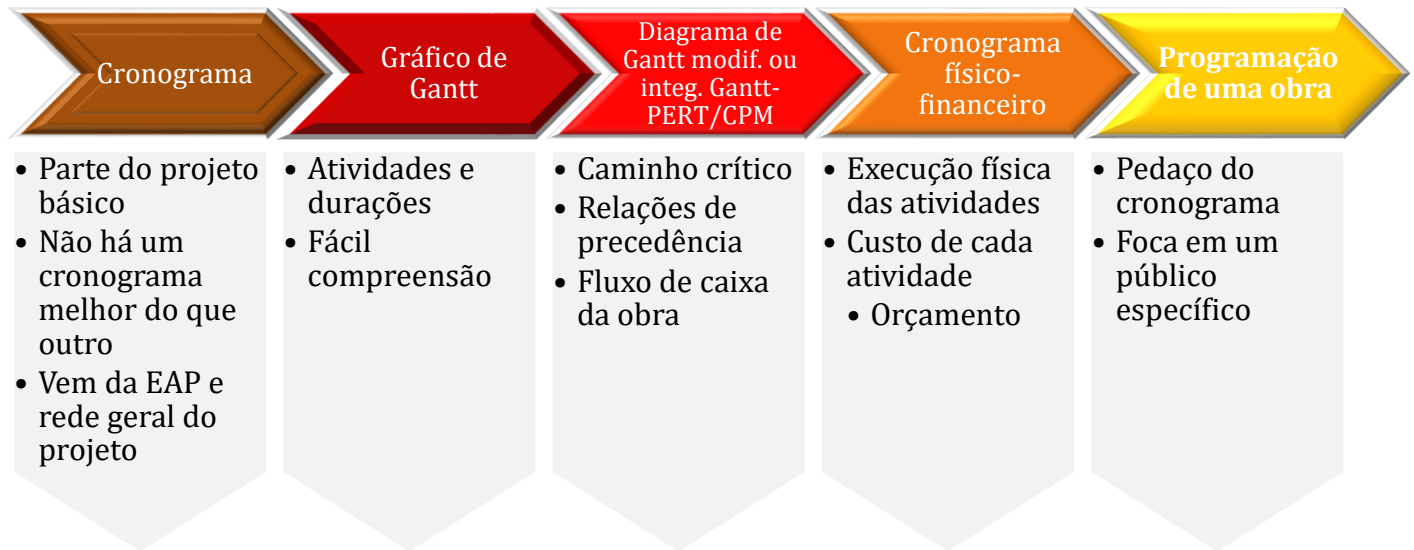 Cronograma
• Parte do projeto
básico
• Não há um
cronograma
melhor do que
outro
• Vem da EAP e
rede geral do
projeto
Gráfico de
Gantt
• Atividades e
durações
• Fácil
compreensão
Diagrama de
Gantt modif. ou
integ. Gantt-
PERT/CPM
• Caminho crítico
• Relações de
precedência
• Fluxo de caixa
da obra
Cronograma
físico-
financeiro
• Execução física
das atividades
• Custo de cada
atividade
• Orçamento
Programação
de uma obra
• Pedaço do
cronograma
• Foca em um
público
específico